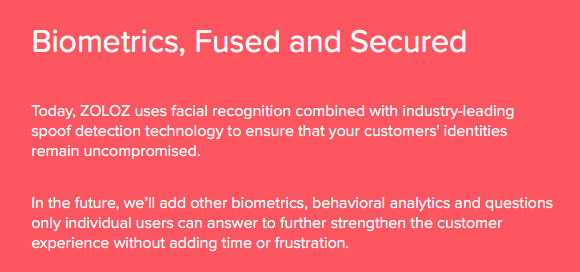 Biometrics, Fused and Secured
Today, ZOLOZ uses facial recognition combined with industry-leading
spoof detection technology to ensure that your customers' identities
remain uncompromised.
In the future, we’ll add other biometrics, behavioral analytics and questions
only individual users can answer to further strengthen the customer
experience without adding time or frustration.